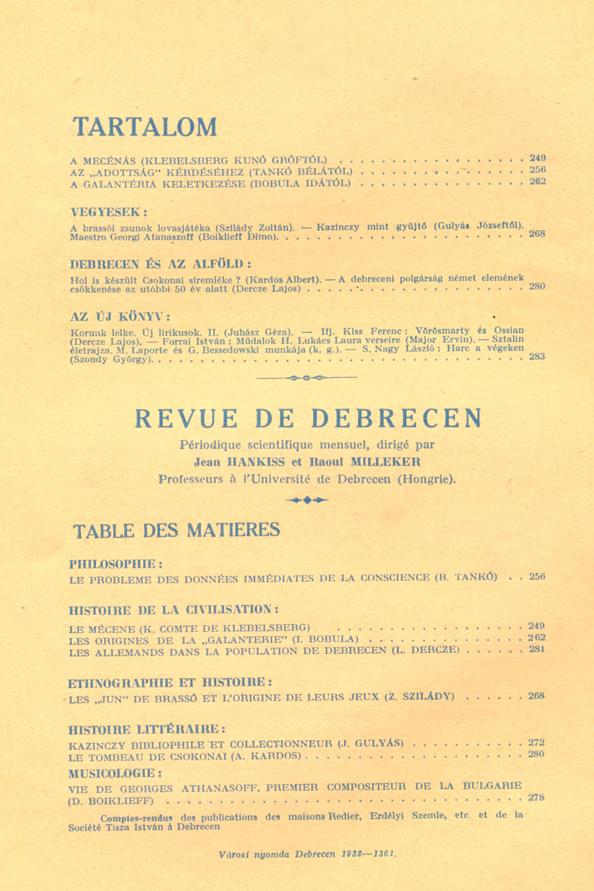 TARTALOM
A MECÉNÁS (KLEBELSBERG KUNÓ GRÓFTÓL) . . . . . . . . . . . . . . . . 249
AZ „ADOTTSÁG" KÉRDÉSÉHEZ (TANKÓ BÉLÁTÓL) . . . . . . . . . . . . . . 256
A GALANTÉRIA KELETKEZÉSE (BOBULA IDÁTÓL) . . . . . . . . . . . . . . 262
VEGYESEK :
A brassói zsunok lovasjátéka (Szilády Zoltán). — Kazinczy mint gyűjtő (Gulyás Józseftől).
Maestro Georgi Atanaszoff (Boiklieff Dimo). . . . . . . . . . . . . . . . . . . 268
DEBRECEN ÉS AZ ALFÖLD :
Hol is készült Csokonai síremléke ? (Kardos Albert). — A debreceni polgárság német elemének
csökkenése az utóbbi 50 év alatt (Dercze Lajos) . . . . . . . . . . . . . . . . . 280
AZ ÚJ KÖNYV :
Korunk lelke. Új lirikusok. II. (Juhász Géza). — Ifj. Kiss Ferenc : Vörösmarty és Ossian
(Dercze Lajos), — Forrai István : Műdalok H. Lukács Laura verseire (Major Ervin). — Sztalin
életrajza. M. Laporte és G. Bessedowski munkája (k. g.). — S. Nagy László : Harc a végeken
(Szondy György). . . . . . . . . . . . . . . . . . . . . . . . . . . . 283
REVUE DE DEBRECEN
Périodique scientifique mensuel, dirigé par
Jean HANKISS et Raoul MILLEKER
Professeurs à l'Université de Debrecen (Hongrie).
TABLE DES MATIERES
PHILOSOPHIE :
LE PROBLEME DES DONNÉES IMMÉDIATES DE LA CONSCIENCE (B. TANKÓ) . . 256
HISTOIRE DE LA CIVILISATION :
LE MÉCENE (K. COMTE DE KLEBELSBERG) . . . . . . . . . . . . . . . . 249
LES ORIGINES DE LA „GALANTERIE" (I. BOBULA) . . . . . . . . . . . . . 262
LES ALLEMANDS DANS LA POPULATION DE DEBRECEN (L. DERCZE) . . . . . . 281
ETHNOGRAPHIE ET HISTOIRE :
LES „JUN" DE BRASSÓ ET L'ORIGINE DE LEURS JEUX (Z. SZILÁDY) . . . . . . 268
HISTOIRE LITTÉRAIRE :
KAZINCZY BIBLIOPHILE ET COLLECTIONNEUR (J. GULYÁS) . . . . . . . . . . 272
LE TOMBEAU DE CSOKONAI (A. KARDOS) . . . . . . . . . . . . . . . . . . 280
MUSICOLOGIE :
VIE DE GEORGES ATHANASOFF, PREMIER COMPOSITEUR DE LA BULGARIE
(D. BOIKLIEFF) . . . . . . . . . . . . . . . . . . . . . . . . . . . . 278
Comptes-rendus des publications des maisons Redier, Erdélyi Szemle, etc. et de la
Société Tisza István à Debrecen
Városi nyomda Debrecen 1932—1361.